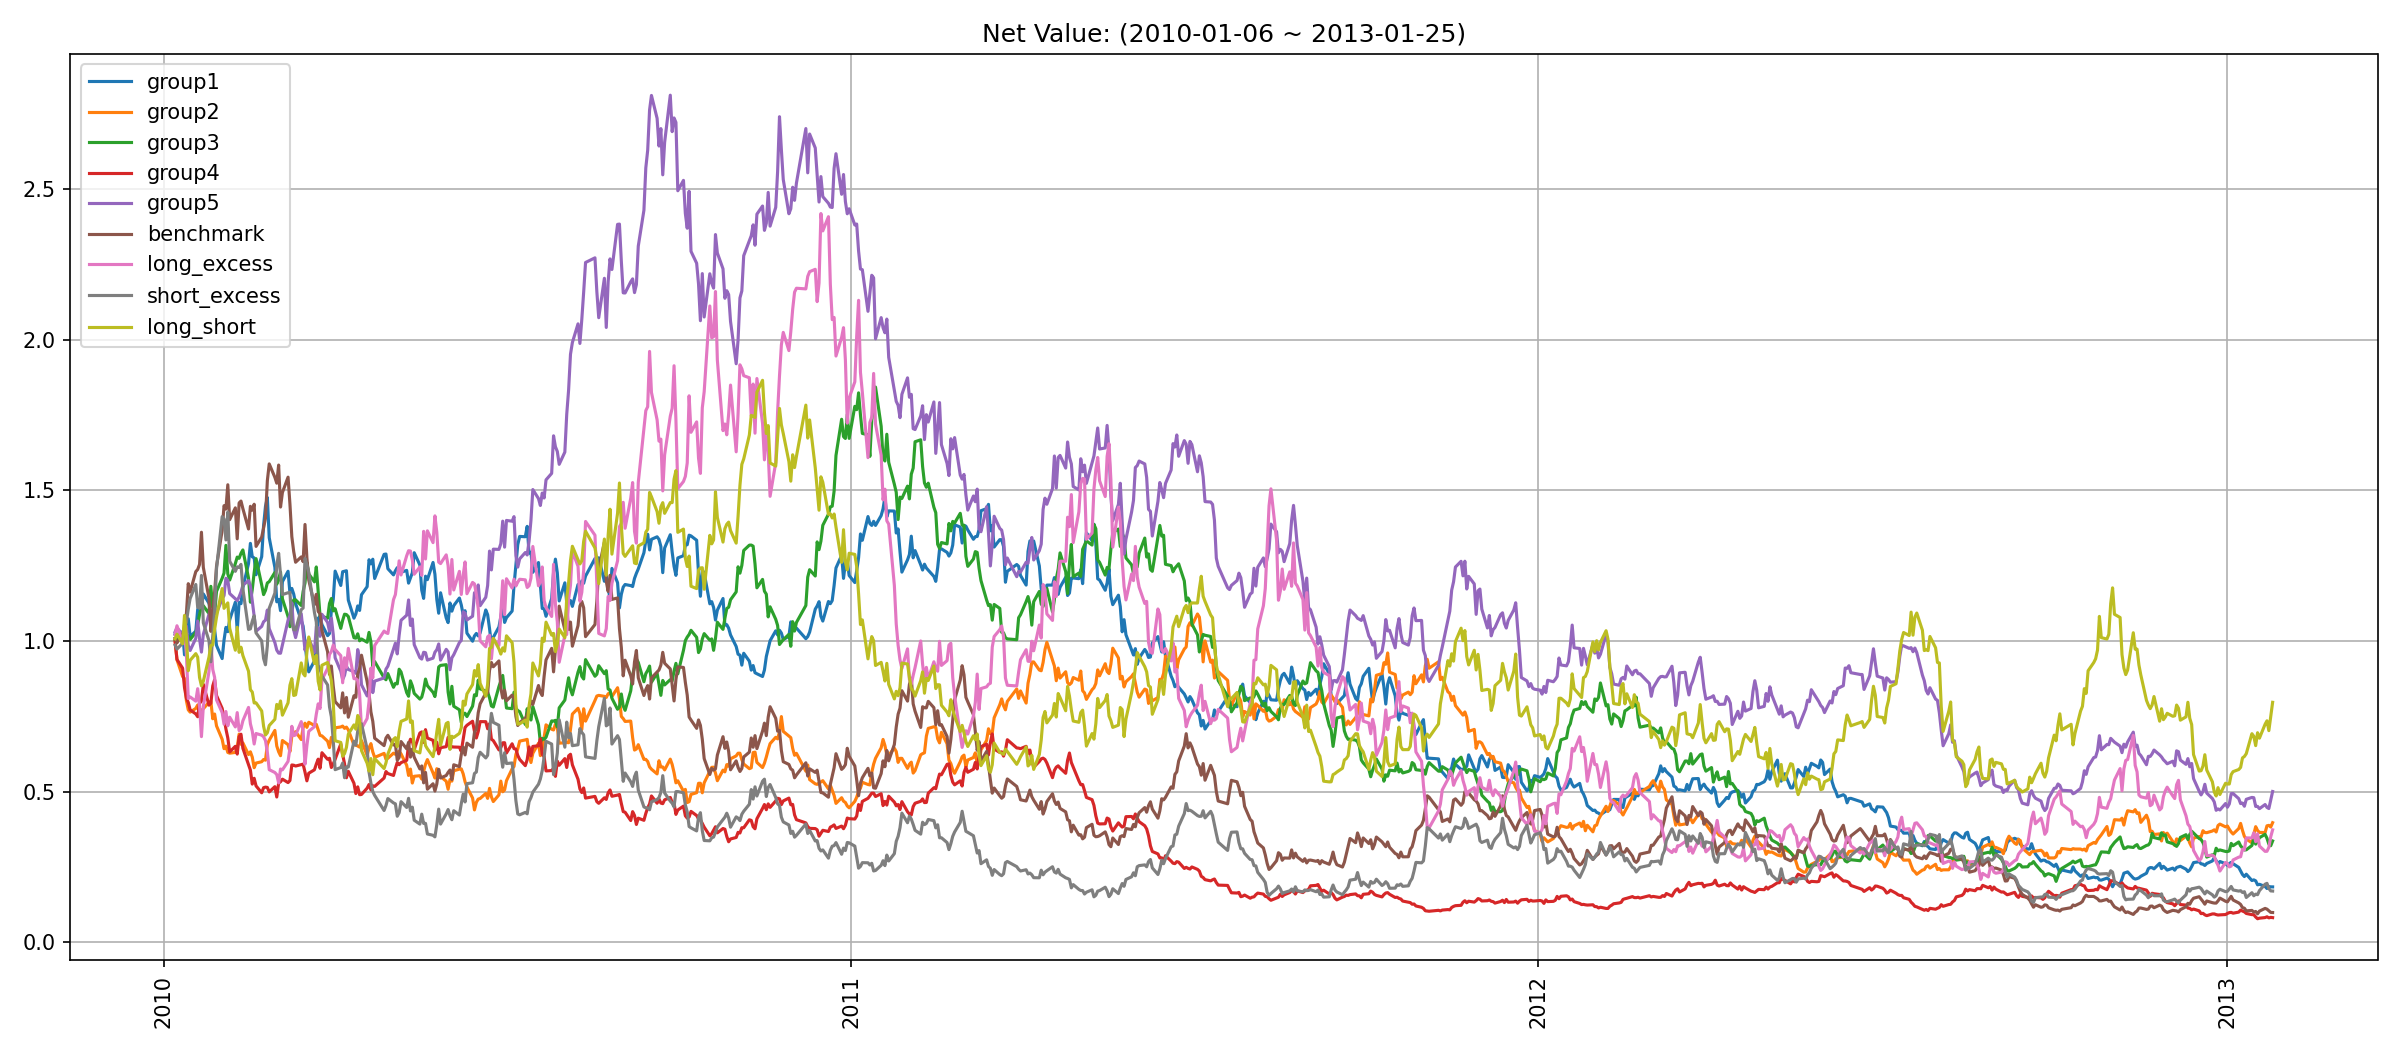 Net Value: (2010-01-06 ~ 2013-01-25)
group1
group2
group3
group4
group5
benchmark
long_excess
short_excess
long_short
2.5
2.0
1.5
1.0
0.5
0.0
2010
2011
2012
2013